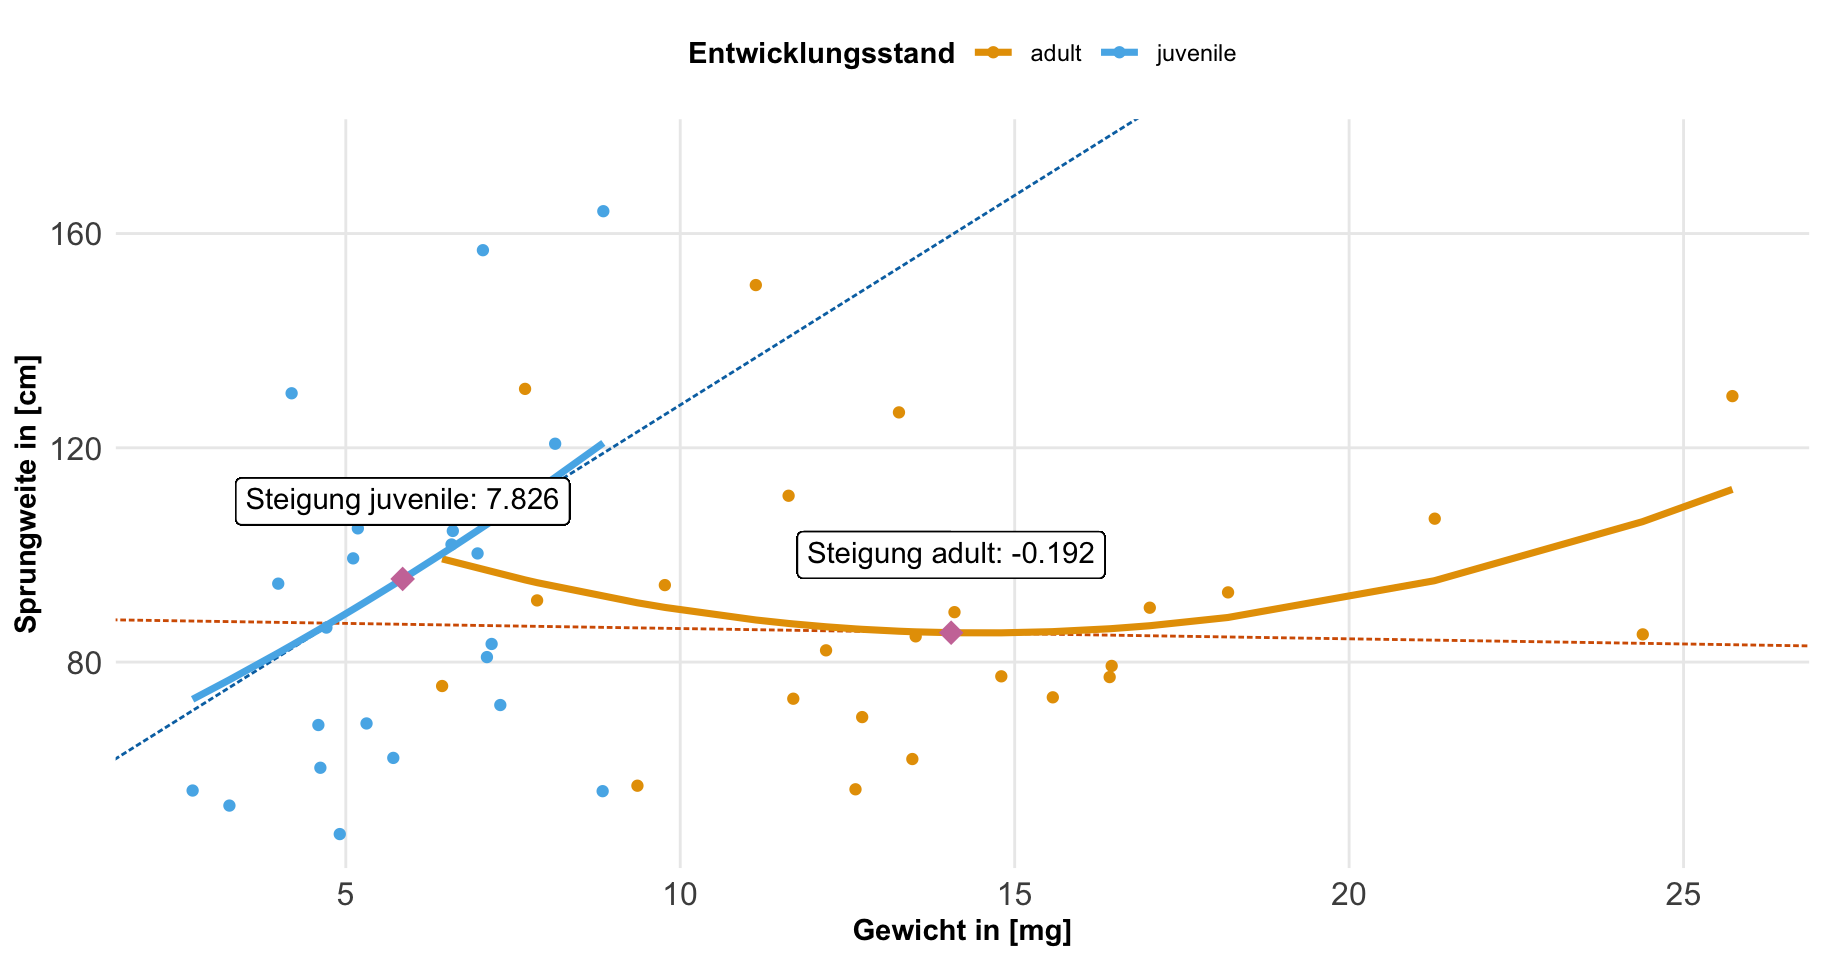 Entwicklungsstand adult juvenile
160
120
80
Sprungweite in [cm]
Steigung juvenile: 7.826
Steigung adult: -0.192
5 10 15 20 25
Gewicht in [mg]